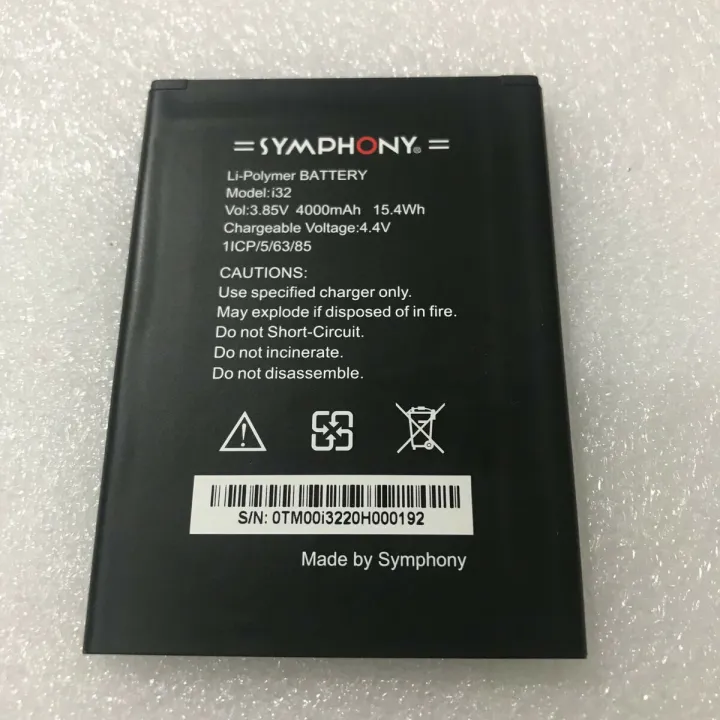 SYMPHONY®
Li-Polymer BATTERY
Model:i32
Vol:3.85V 4000mAh 15.4Wh
Chargeable Voltage:4.4V
1ICP/5/63/85
CAUTIONS:
Use specified charger only.
May explode if disposed of in fire.
Do not Short-Circuit.
Do not incinerate.
Do not disassemble.
S/N: 0TM00i3220H000192
Made by Symphony